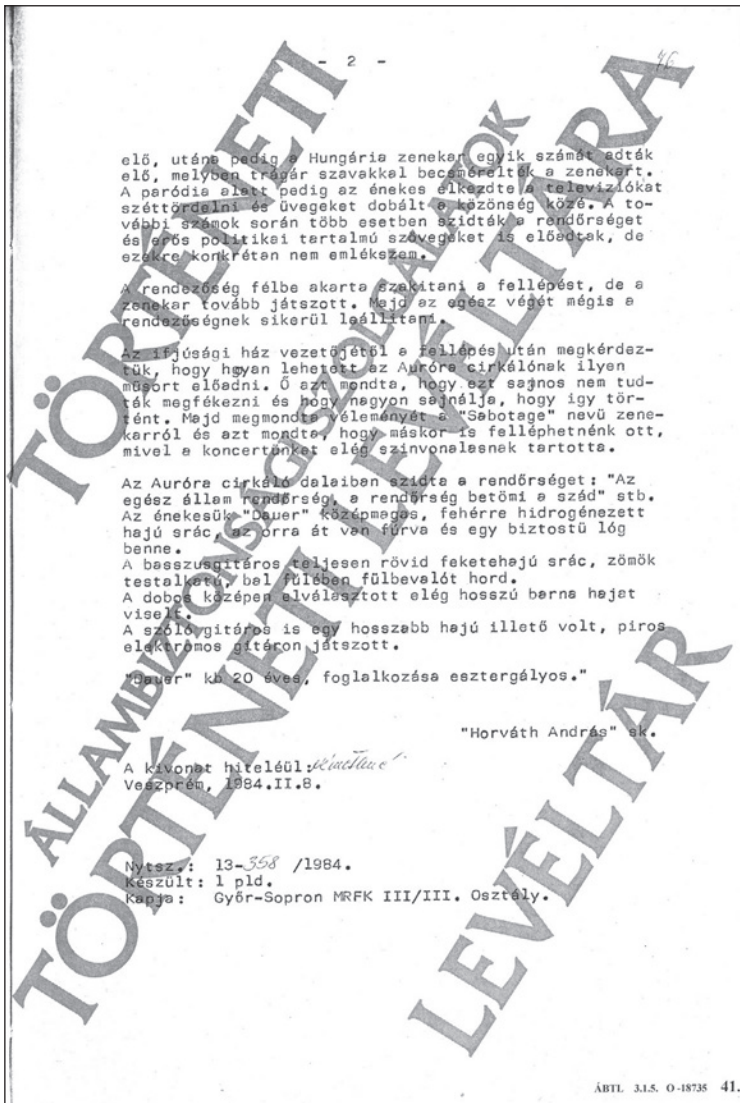 - 2 -
76
elő, utána pedig a Hungária zenekar egyik számát adták
elő, melyben trágár szavakkal becsmérelték a zenekart.
A paródia alatt pedig az énekes elkezdte a televiziókat
széttördelni és üvegeket dobált a közönség közé. A to-
vábbi számok során több esetben szidták a rendőrséget
és erős politikai tartalmú szövegeket is előadtak, de
ezekre konkrétan nem emlékszem.
A rendezőség félbe akarta szakitani a fellépést, de a
zenekar tovább játszott. Majd az egész végét mégis a
rendezőségnek sikerül leállitani.
Az ifjúsági ház vezetőjétől a fellépés után megkérdez-
tük, hogy hgyan lehetett az Auróra cirkálónak ilyen
műsort előadni. Ő azt mondta, hogy ezt sajnos nem tud-
ták megfékezni és hogy nagyon sajnálja, hogy igy tör-
tént. Majd megmondta véleményét a "Sabotage" nevü zene-
karról és azt mondta, hogy máskor is felléphetnénk ott,
mivel a koncertünket elég szinvonalasnak tartotta.
Az Auróra cirkáló dalaiban szidta a rendőrséget: "Az
egész állam rendőrség, a rendőrség betömi a szád" stb.
Az énekesük "Dauer" középmagas, fehérre hidrogénezett
hajú srác, az orra át van fúrva és egy biztostü lóg
benne.
A basszusgitáros teljesen rövid feketehajú srác, zömök
testalkatú, bal fülében fülbevalót hord.
A dobos középen elválasztott elég hosszú barna hajat
viselt.
A szóló gitáros is egy hosszabb hajú illető volt, piros
elektromos gitáron játszott.
"Dauer" kb 20 éves, foglalkozása esztergályos."
"Horváth András" sk.
A kivonat hiteléül:
Veszprém, 1984.II.8.
Nytsz.: 13-358 /1984.
Készült: 1 pld.
Kapja: Győr-Sopron MRFK III/III. Osztály.
ÁLLAMBIZTONSÁGI SZOLGÁLATOK
TÖRTÉNETI LEVÉLTÁRA
TÖRTÉNETI
LEVÉLTÁR
ÁBTL 3.1.5. O-18735 41.